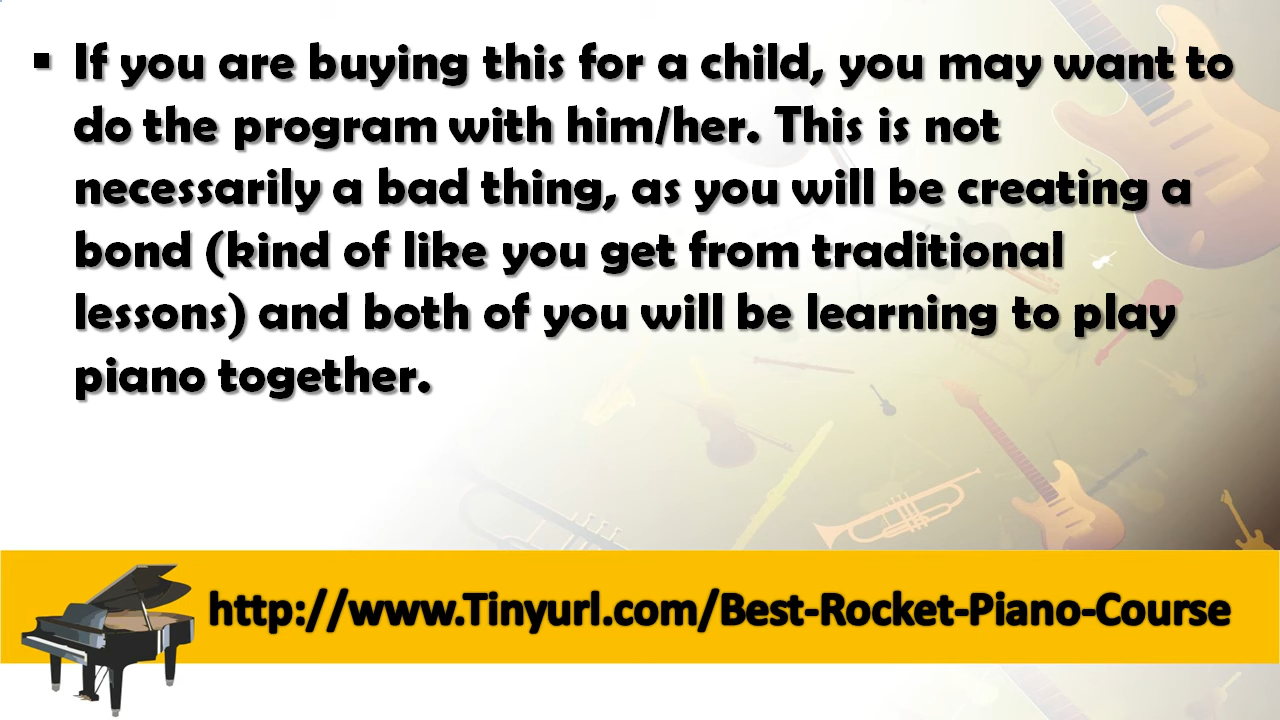 ▪ If you are buying this for a child, you may want to
do the program with him/her. This is not
necessarily a bad thing, as you will be creating a
bond (kind of like you get from traditional
lessons) and both of you will be learning to play
piano together.
http://www.Tinyurl.com/Best-Rocket-Piano-Course